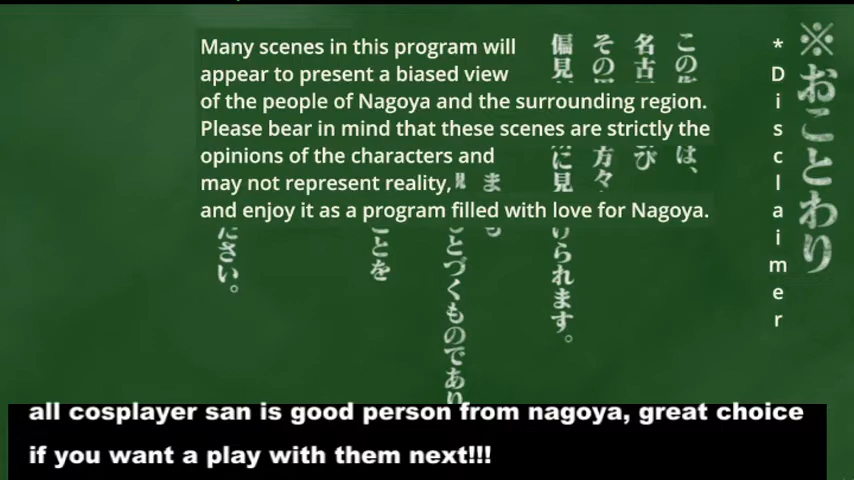 ※おことわり
*Disclaimer
Many scenes in this program will
appear to present a biased view
of the people of Nagoya and the surrounding region.
Please bear in mind that these scenes are strictly the
opinions of the characters and
may not represent reality,
and enjoy it as a program filled with love for Nagoya.
この
は、
名古
び
その
方々
偏見
に見
られます。
ま
とづくものであり
とを
ださい。
all cosplayer san is good person from nagoya, great choice
if you want a play with them next!!!